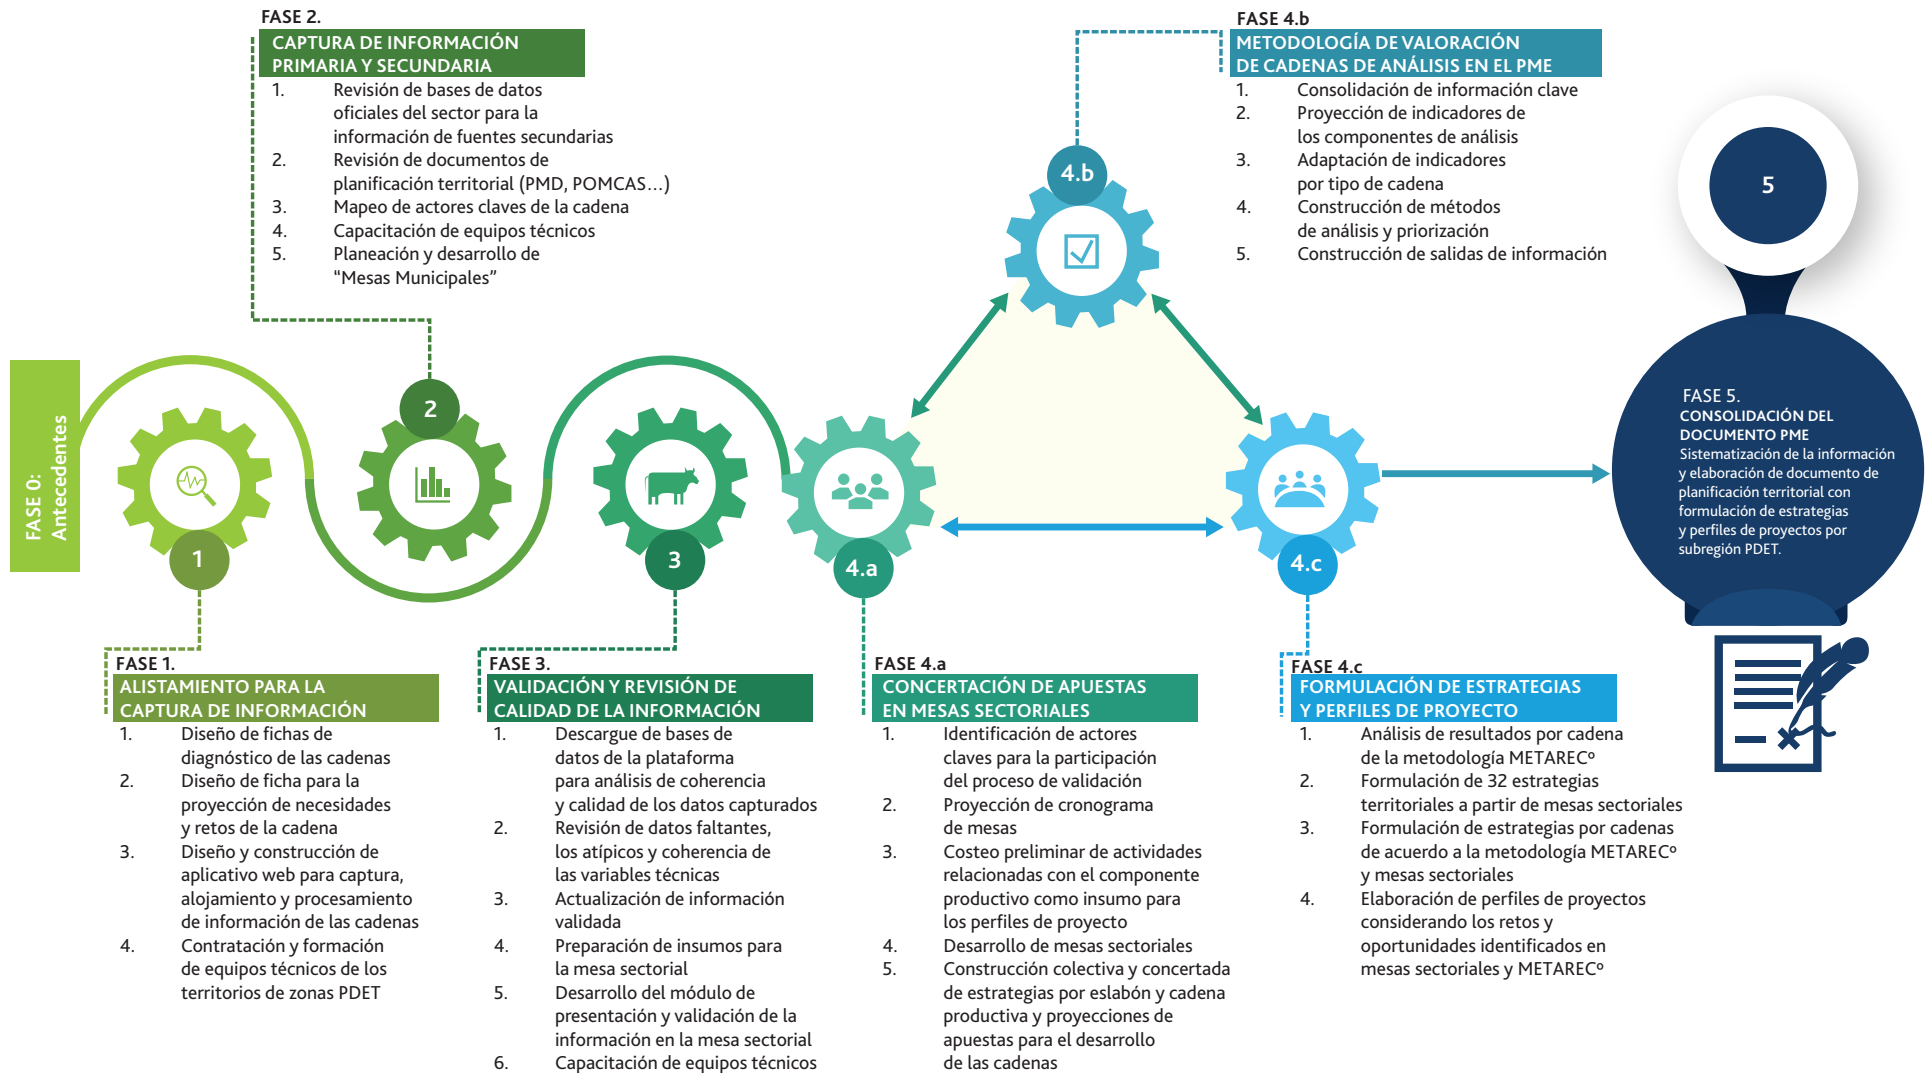 FASE 0:
Antecedentes
FASE 2.
CAPTURA DE INFORMACIÓN
PRIMARIA Y SECUNDARIA
1. Revisión de bases de datos
oficiales del sector para la
información de fuentes secundarias
2. Revisión de documentos de
planificación territorial (PMD, POMCAS…)
3. Mapeo de actores claves de la cadena
4. Capacitación de equipos técnicos
5. Planeación y desarrollo de
“Mesas Municipales”
FASE 4.b
METODOLOGÍA DE VALORACIÓN
DE CADENAS DE ANÁLISIS EN EL PME
1. Consolidación de información clave
2. Proyección de indicadores de
los componentes de análisis
3. Adaptación de indicadores
por tipo de cadena
4. Construcción de métodos
de análisis y priorización
5. Construcción de salidas de información
1
2
3
4.a
4.b
4.c
5
FASE 5.
CONSOLIDACIÓN DEL
DOCUMENTO PME
Sistematización de la información
y elaboración de documento de
planificación territorial con
formulación de estrategias
y perfiles de proyectos por
subregión PDET.
FASE 1.
ALISTAMIENTO PARA LA
CAPTURA DE INFORMACIÓN
1. Diseño de fichas de
diagnóstico de las cadenas
2. Diseño de ficha para la
proyección de necesidades
y retos de la cadena
3. Diseño y construcción de
aplicativo web para captura,
alojamiento y procesamiento
de información de las cadenas
4. Contratación y formación
de equipos técnicos de los
territorios de zonas PDET
FASE 3.
VALIDACIÓN Y REVISIÓN DE
CALIDAD DE LA INFORMACIÓN
1. Descargue de bases de
datos de la plataforma
para análisis de coherencia
y calidad de los datos capturados
2. Revisión de datos faltantes,
los atípicos y coherencia de
las variables técnicas
3. Actualización de información
validada
4. Preparación de insumos para
la mesa sectorial
5. Desarrollo del módulo de
presentación y validación de la
información en la mesa sectorial
6. Capacitación de equipos técnicos
FASE 4.a
CONCERTACIÓN DE APUESTAS
EN MESAS SECTORIALES
1. Identificación de actores
claves para la participación
del proceso de validación
2. Proyección de cronograma
de mesas
3. Costeo preliminar de actividades
relacionadas con el componente
productivo como insumo para
los perfiles de proyecto
4. Desarrollo de mesas sectoriales
5. Construcción colectiva y concertada
de estrategias por eslabón y cadena
productiva y proyecciones de
apuestas para el desarrollo
de las cadenas
FASE 4.c
FORMULACIÓN DE ESTRATEGIAS
Y PERFILES DE PROYECTO
1. Análisis de resultados por cadena
de la metodología METARECº
2. Formulación de 32 estrategias
territoriales a partir de mesas sectoriales
3. Formulación de estrategias por cadenas
de acuerdo a la metodología METARECº
y mesas sectoriales
4. Elaboración de perfiles de proyectos
considerando los retos y
oportunidades identificados en
mesas sectoriales y METARECº